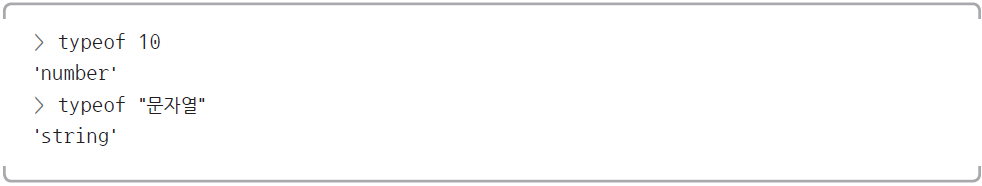 > typeof 10
'number'
> typeof "문자열"
'string'